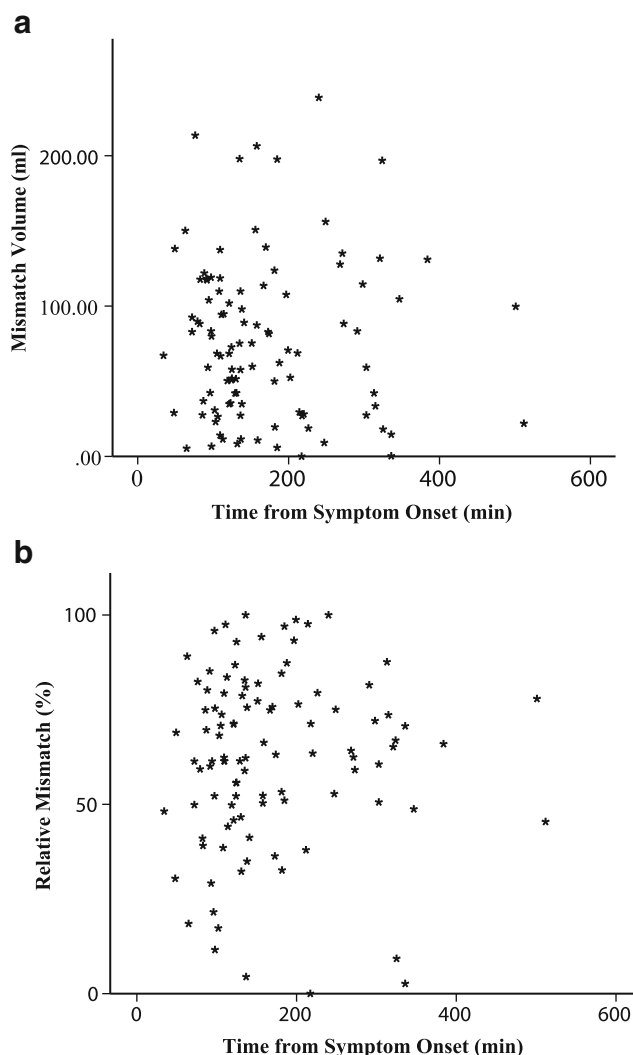 a
Mismatch Volume (ml)
200.00
100.00
.00
0 200 400 600
Time from Symptom Onset (min)
b
Relative Mismatch (%)
100
50
0
0 200 400 600
Time from Symptom Onset (min)